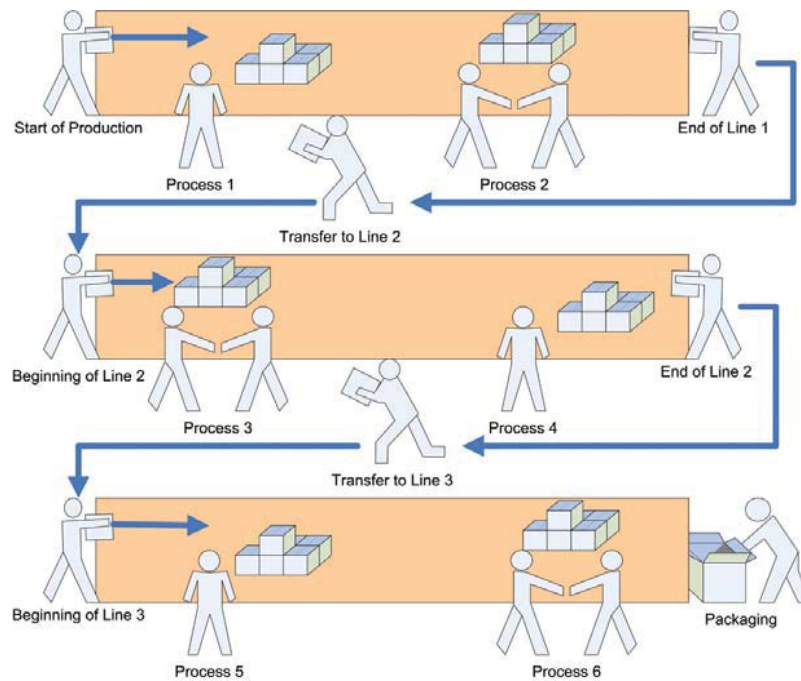 Start of Production
End of Line 1
Process 1
Process 2
Transfer to Line 2
Beginning of Line 2
End of Line 2
Process 3
Process 4
Transfer to Line 3
Beginning of Line 3
Packaging
Process 5
Process 6